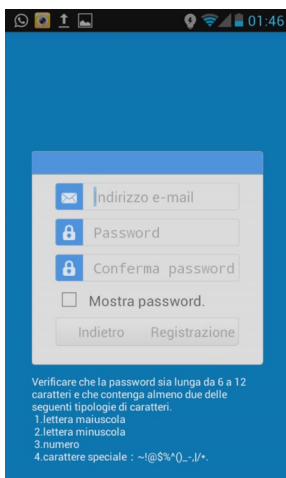 01:46
Indirizzo e-mail
Password
Conferma password
Mostra password.
Indietro Registrazione
Verificare che la password sia lunga da 6 a 12
caratteri e che contenga almeno due delle
seguenti tipologie di caratteri.
1.lettera maiuscola
2.lettera minuscola
3.numero
4.carattere speciale : ~!@$%^()_-,|/+.